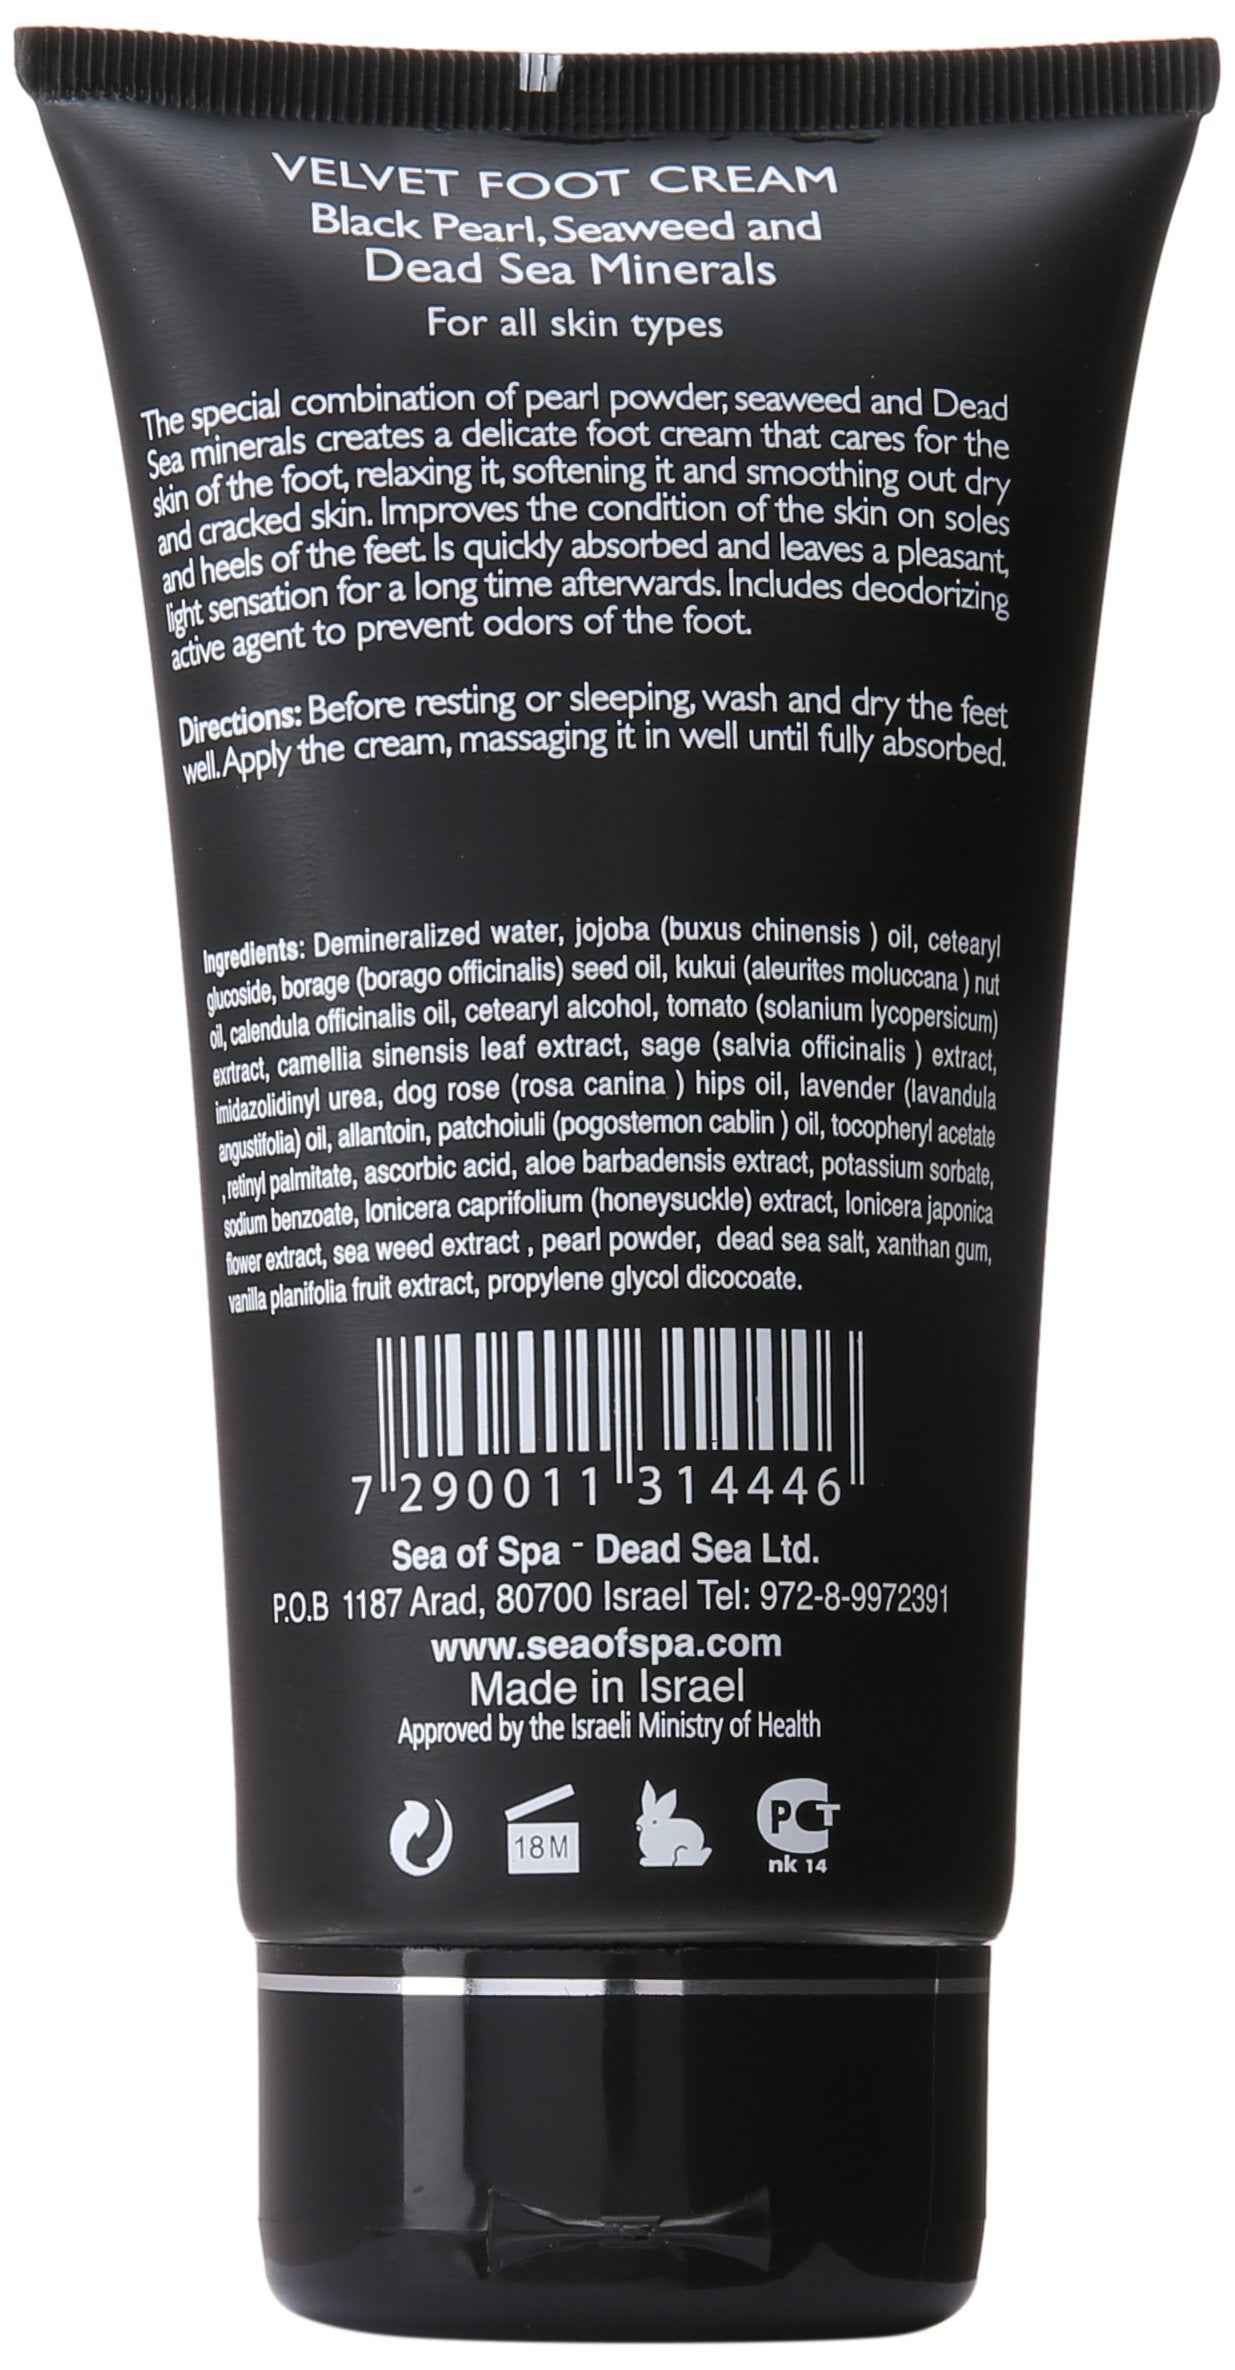 VELVET FOOT CREAM
Black Pearl, Seaweed and
Dead Sea Minerals
For all skin types
The special combination of pearl powder, seaweed and Dead
Sea minerals creates a delicate foot cream that cares for the
skin of the foot, relaxing it, softening it and smoothing out dry
and cracked skin. Improves the condition of the skin on soles
and heels of the feet. Is quickly absorbed and leaves a pleasant,
light sensation for a long time afterwards. Includes deodorizing
active agent to prevent odors of the foot.
Directions: Before resting or sleeping, wash and dry the feet
well. Apply the cream, massaging it in well until fully absorbed.
Ingredients: Demineralized water, jojoba (buxus chinensis ) oil, cetearyl
glucoside, borage (borago officinalis) seed oil, kukui (aleurites moluccana ) nut
oil, calendula officinalis oil, cetearyl alcohol, tomato (solanium lycopersicum)
exrtract, camellia sinensis leaf extract, sage (salvia officinalis ) extract,
imidazolidinyl urea, dog rose (rosa canina ) hips oil, lavender (lavandula
angustifolia) oil, allantoin, patchoiuli (pogostemon cablin ) oil, tocopheryl acetate
, retinyl palmitate, ascorbic acid, aloe barbadensis extract, potassium sorbate,
sodium benzoate, lonicera caprifolium (honeysuckle) extract, lonicera japonica
flower extract, sea weed extract , pearl powder, dead sea salt, xanthan gum,
vanilla planifolia fruit extract, propylene glycol dicocoate.
7 290011 314446
Sea of Spa - Dead Sea Ltd.
P.O.B 1187 Arad, 80700 Israel Tel: 972-8-9972391
www.seaofspa.com
Made in Israel
Approved by the Israeli Ministry of Health
18 M
PCT
nk 14